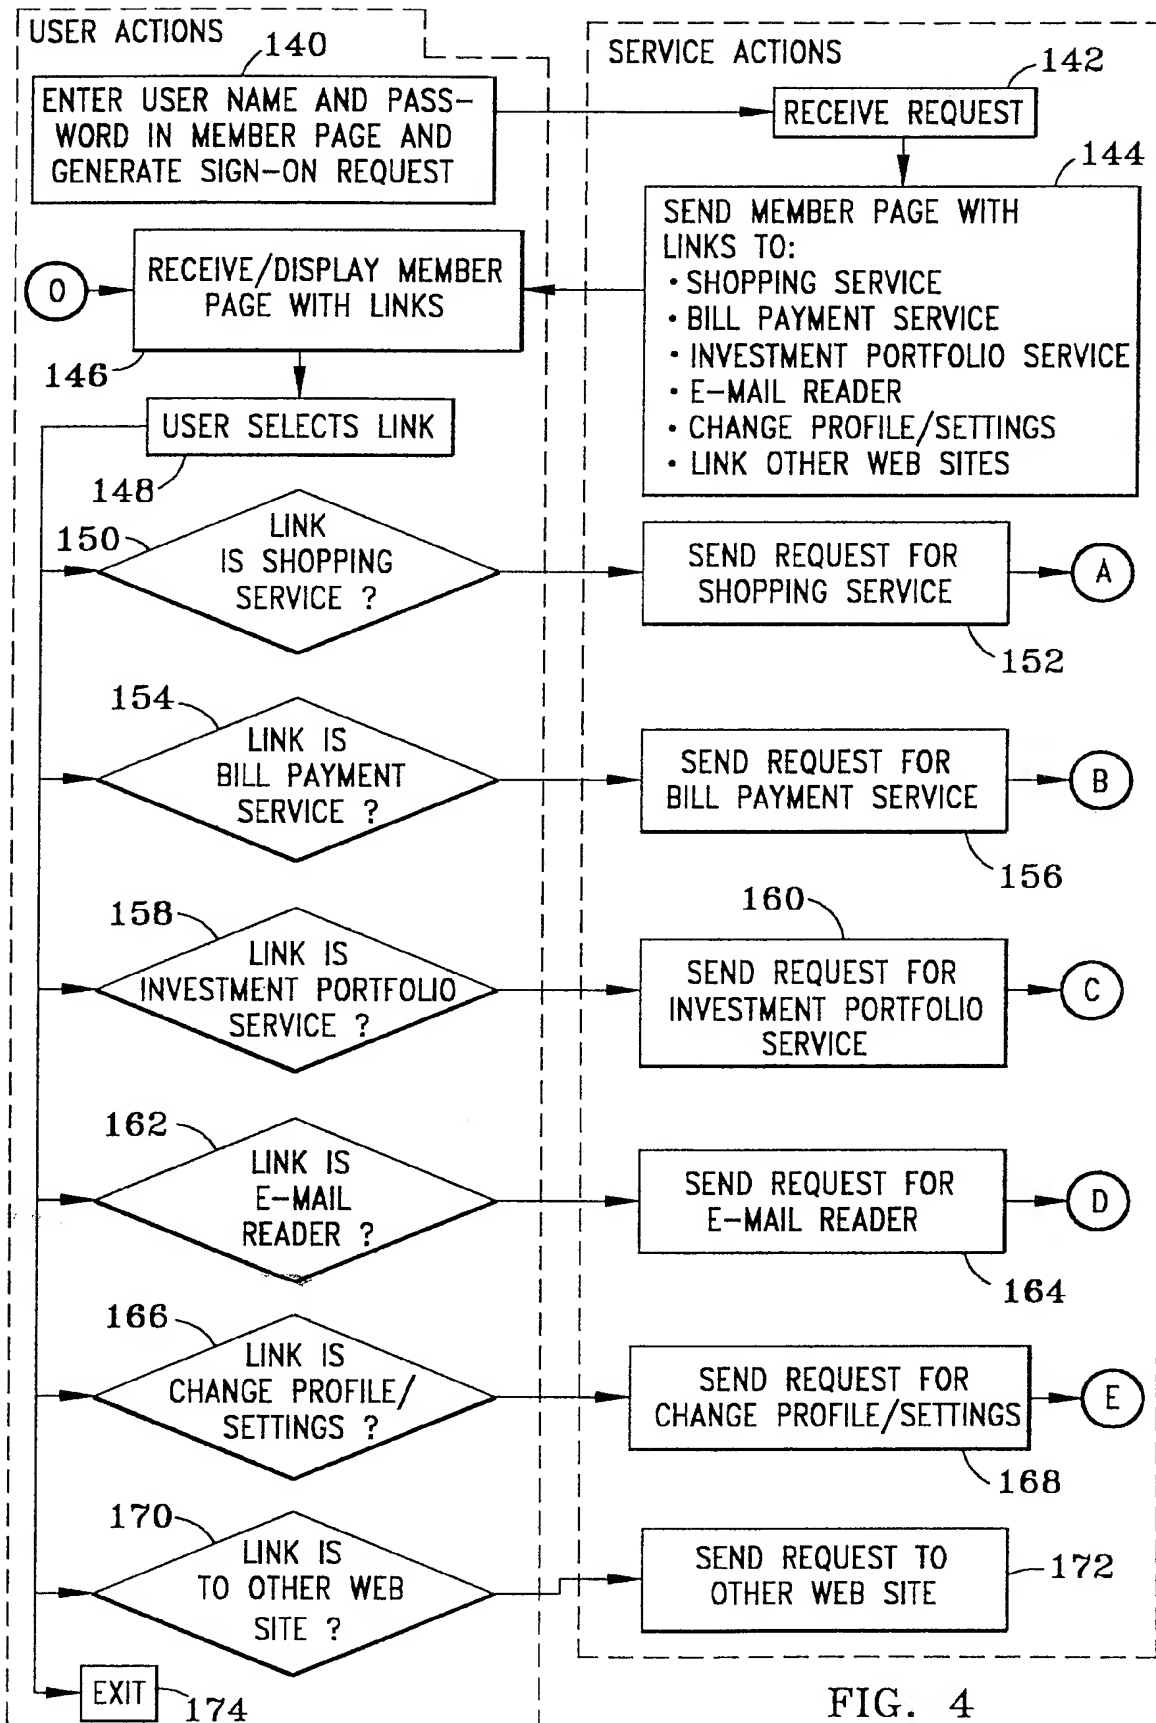 USER ACTIONS
140
ENTER USER NAME AND PASS-
WORD IN MEMBER PAGE AND
GENERATE SIGN-ON REQUEST
SERVICE ACTIONS
142
RECEIVE REQUEST
144
SEND MEMBER PAGE WITH
LINKS TO:
• SHOPPING SERVICE
• BILL PAYMENT SERVICE
• INVESTMENT PORTFOLIO SERVICE
• E-MAIL READER
• CHANGE PROFILE/SETTINGS
• LINK OTHER WEB SITES
O
RECEIVE/DISPLAY MEMBER
PAGE WITH LINKS
146
USER SELECTS LINK
148
150
LINK
IS SHOPPING
SERVICE ?
SEND REQUEST FOR
SHOPPING SERVICE
A
152
154
LINK IS
BILL PAYMENT
SERVICE ?
SEND REQUEST FOR
BILL PAYMENT SERVICE
B
156
158
LINK IS
INVESTMENT PORTFOLIO
SERVICE ?
160
SEND REQUEST FOR
INVESTMENT PORTFOLIO
SERVICE
C
162
LINK IS
E-MAIL
READER ?
SEND REQUEST FOR
E-MAIL READER
D
164
166
LINK IS
CHANGE PROFILE/
SETTINGS ?
SEND REQUEST FOR
CHANGE PROFILE/SETTINGS
E
168
170
LINK IS
TO OTHER WEB
SITE ?
SEND REQUEST TO
OTHER WEB SITE
172
EXIT
174
FIG. 4